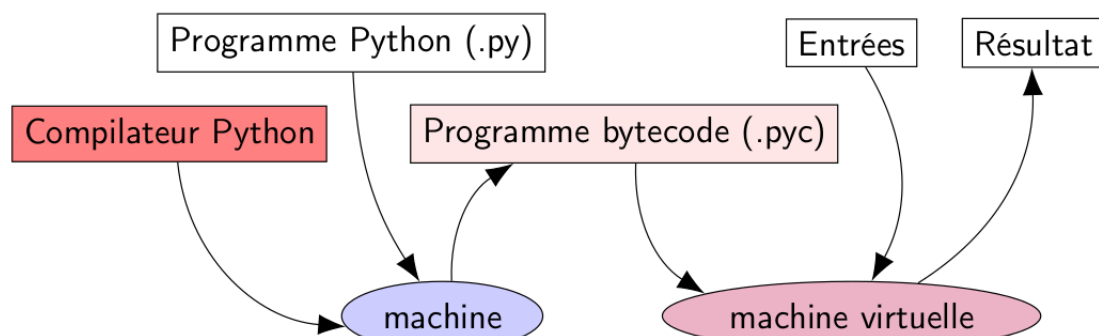 Programme Python (.py)
Entrées
Résultat
Compilateur Python
Programme bytecode (.pyc)
machine
machine virtuelle